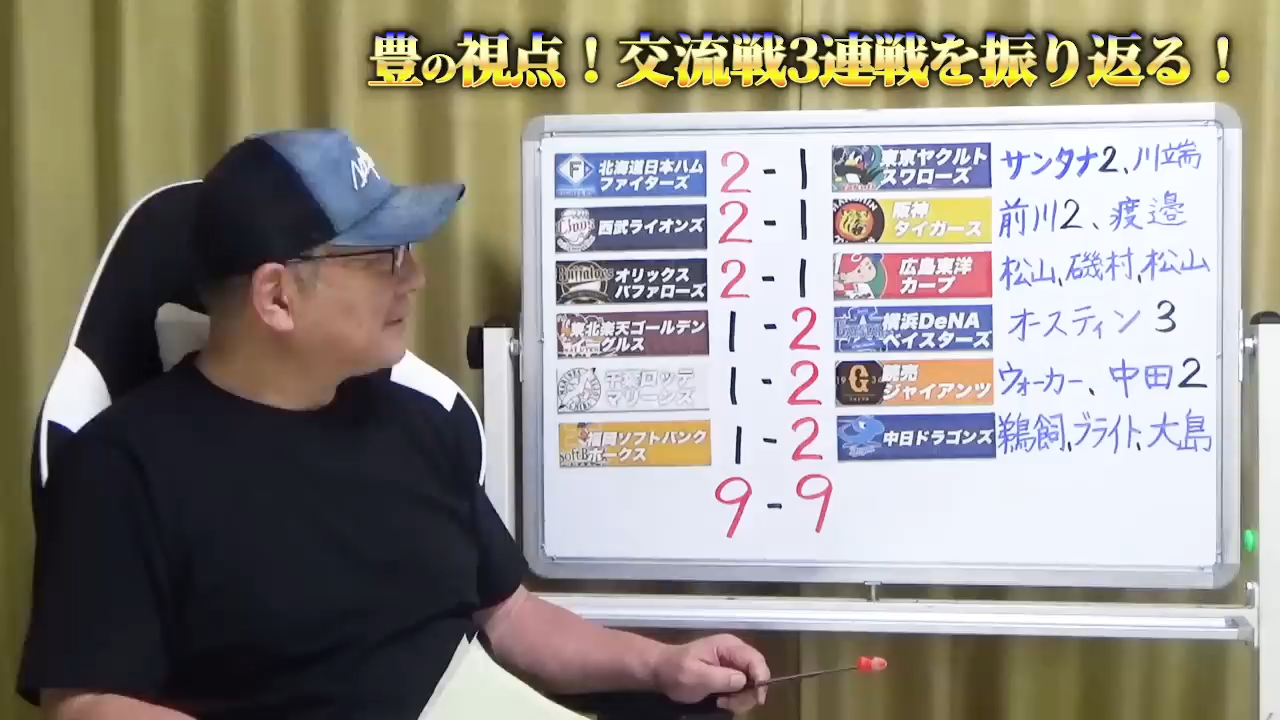 豊の視点！交流戦3連戦を振り返る！
北海道日本ハム
ファイターズ
2-1
東京ヤクルト
スワローズ
サンタナ2、川端
西武ライオンズ
2-1
阪神
タイガース
前川2、渡邉
オリックス
バファローズ
2-1
広島東洋
カープ
松山、磯村、松山
東北楽天ゴールデン
イーグルス
1-2
横浜DeNA
ベイスターズ
オースティン 3
千葉ロッテ
マリーンズ
1-2
読売
ジャイアンツ
ウォーカー、中田2
福岡ソフトバンク
ホークス
1-2
中日ドラゴンズ
鵜飼、ブライト、大島
9-9